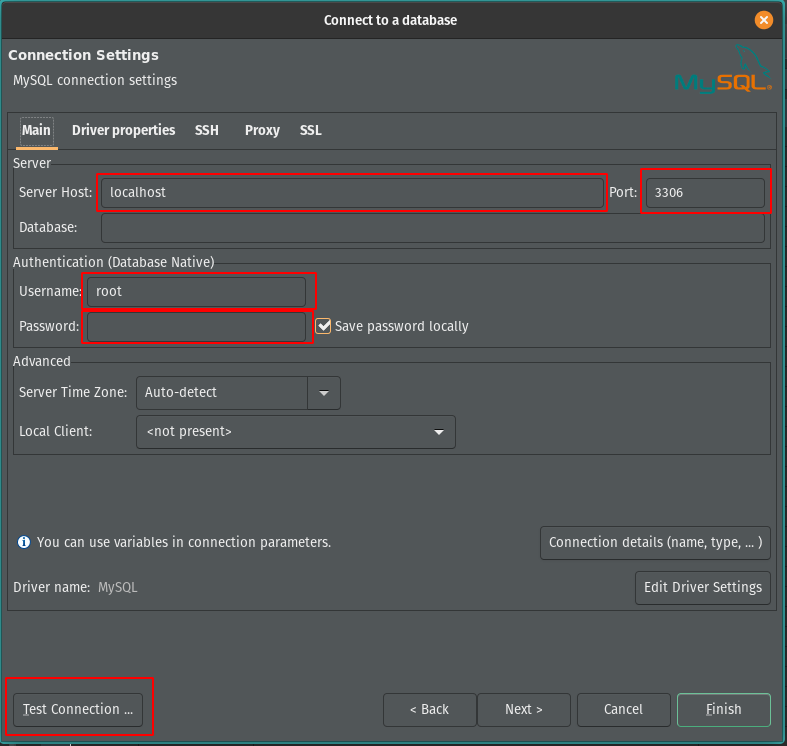 Connect to a database
Connection Settings
MySQL connection settings
MySQL®
Main Driver properties SSH Proxy SSL
Server
Server Host: localhost Port: 3306
Database:
Authentication (Database Native)
Username: root
Password: Save password locally
Advanced
Server Time Zone: Auto-detect
Local Client: <not present>
You can use variables in connection parameters. Connection details (name, type, ... )
Driver name: MySQL Edit Driver Settings
Test Connection ... < Back Next > Cancel Finish